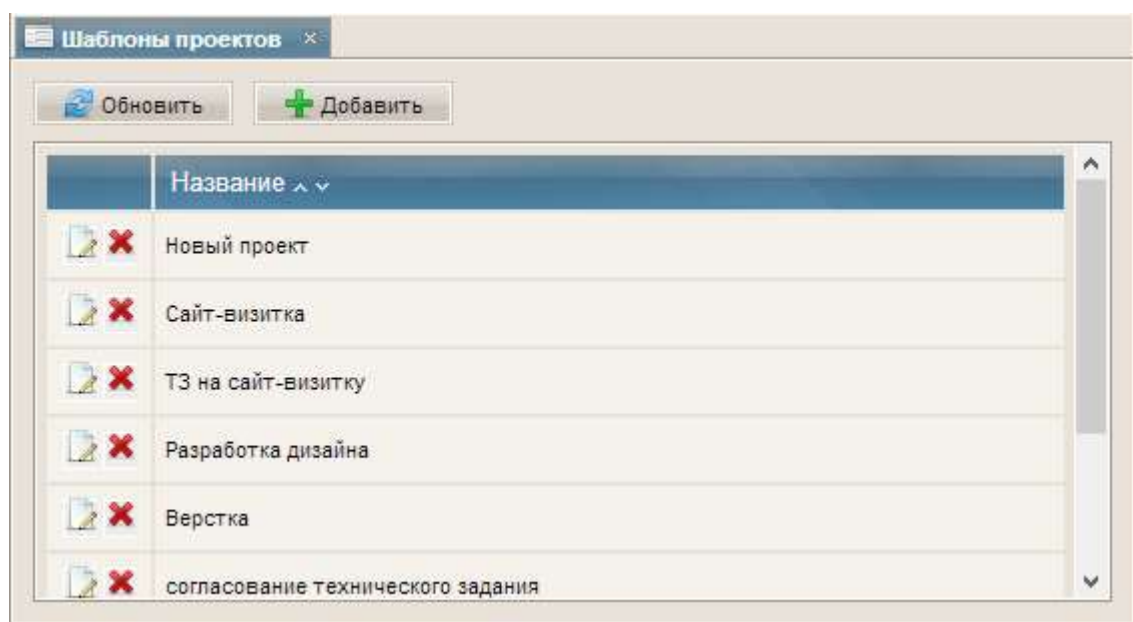 Шаблоны проектов
Обновить Добавить
Название
Новый проект
Сайт-визитка
ТЗ на сайт-визитку
Разработка дизайна
Верстка
согласование технического задания